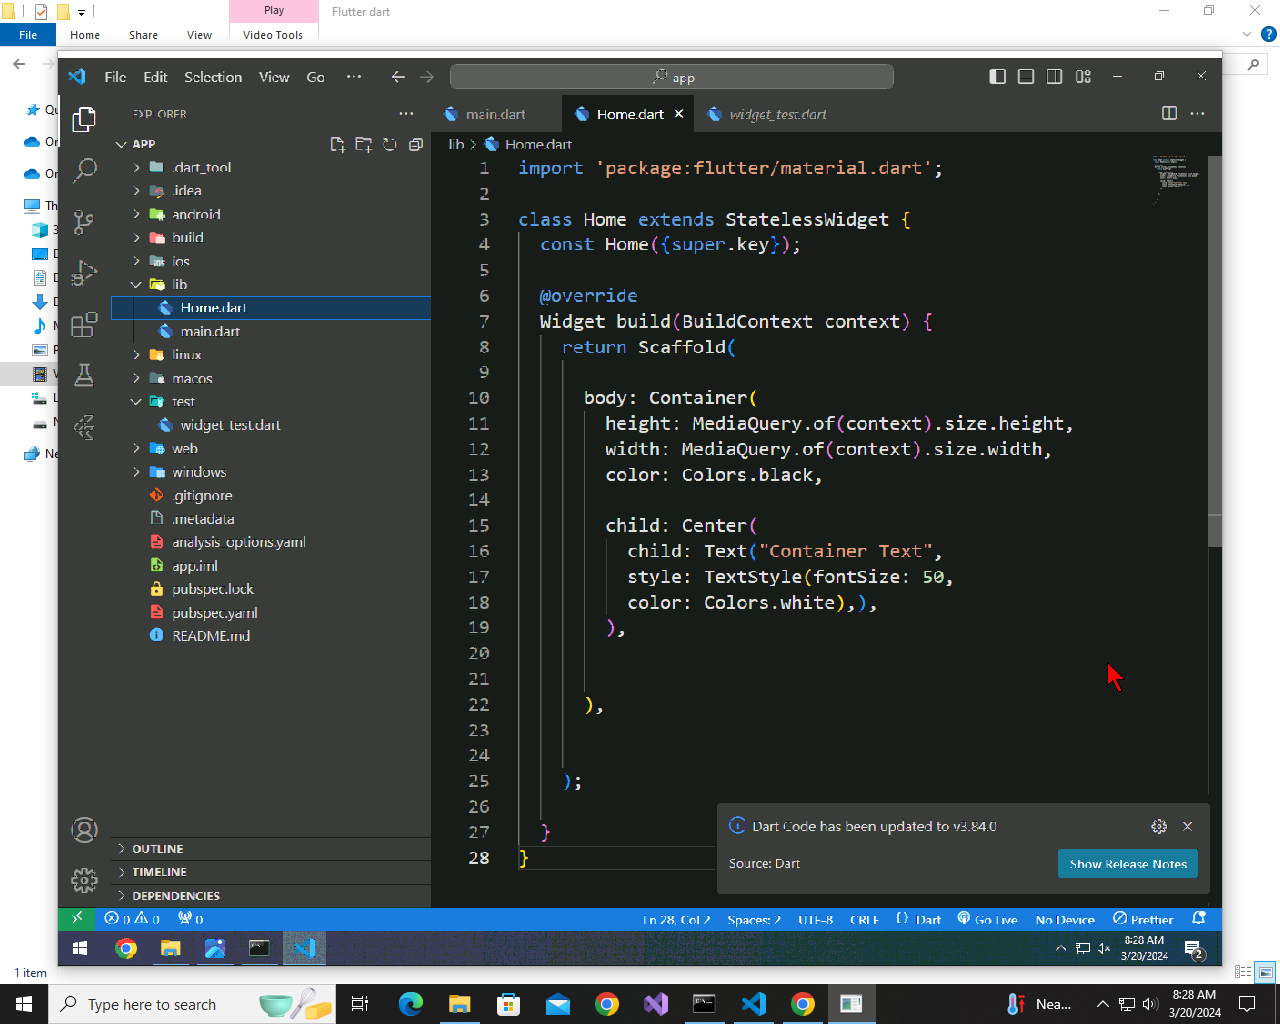 Play
Flutter dart
File
Home
Share
View
Video Tools
File
Edit
Selection
View
Go
app
EXPLORER
main.dart
Home.dart
widget_test.dart
APP
lib
Home.dart
.dart_tool
.idea
android
build
ios
lib
Home.dart
main.dart
linux
macos
test
widget_test.dart
web
windows
.gitignore
.metadata
analysis_options.yaml
app.iml
pubspec.lock
pubspec.yaml
README.md
OUTLINE
TIMELINE
DEPENDENCIES
1 import 'package:flutter/material.dart';
2
3 class Home extends StatelessWidget {
4 const Home({super.key});
5
6 @override
7 Widget build(BuildContext context) {
8 return Scaffold(
9
10 body: Container(
11 height: MediaQuery.of(context).size.height,
12 width: MediaQuery.of(context).size.width,
13 color: Colors.black,
14
15 child: Center(
16 child: Text("Container Text",
17 style: TextStyle(fontSize: 50,
18 color: Colors.white),),
19 ),
20
21
22 ),
23
24
25 );
26
27 }
28 }
Dart Code has been updated to v3.84.0
Source: Dart
Show Release Notes
0
0
0
Ln 28, Col 2
Spaces: 2
UTF-8
CRLF
Dart
Go Live
No Device
Prettier
8:28 AM
3/20/2024
2
1 item
Type here to search
Nea...
8:28 AM
3/20/2024